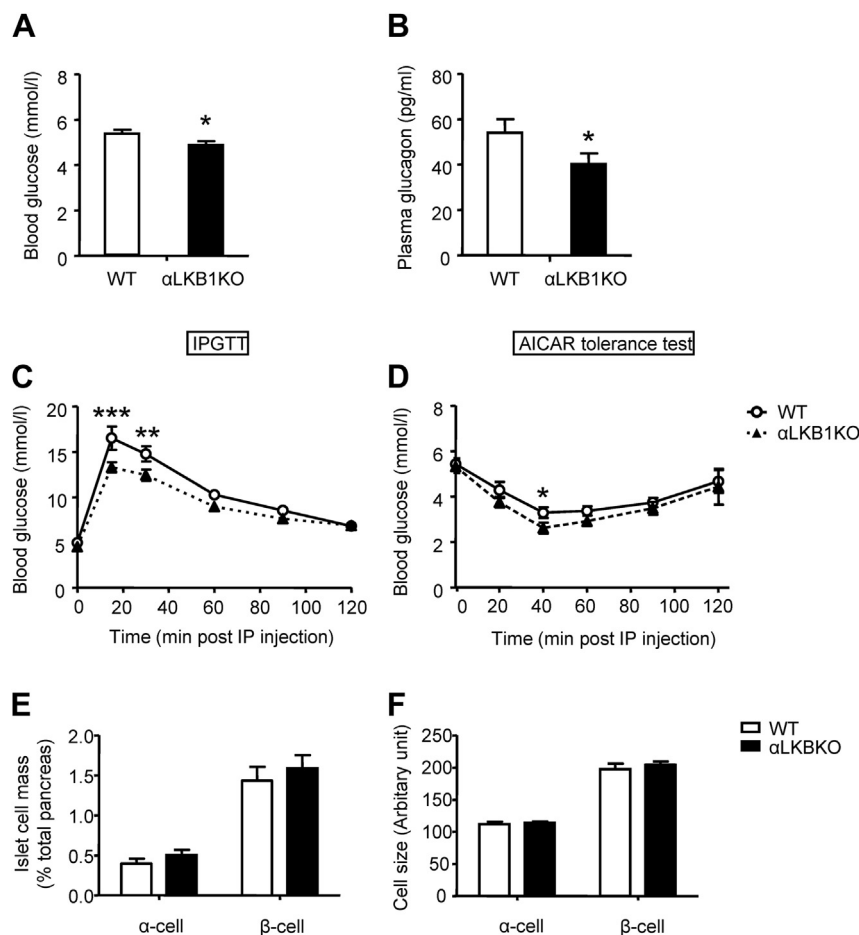 A
Blood glucose (mmol/l)
8
6
4
2
0
*
WT
αLKB1KO
B
Plasma glucagon (pg/ml)
80
60
40
20
0
*
WT
αLKB1KO
IPGTT
AICAR tolerance test
C
Blood glucose (mmol/l)
20
15
10
5
0
***
**
0 20 40 60 80 100 120
Time (min post IP injection)
D
Blood glucose (mmol/l)
8
6
4
2
0
*
0 20 40 60 80 100 120
Time (min post IP injection)
WT
αLKB1KO
E
Islet cell mass
(% total pancreas)
2.0
1.5
1.0
0.5
0.0
α-cell
β-cell
F
Cell size (Arbitary unit)
250
200
150
100
50
0
α-cell
β-cell
WT
αLKBKO